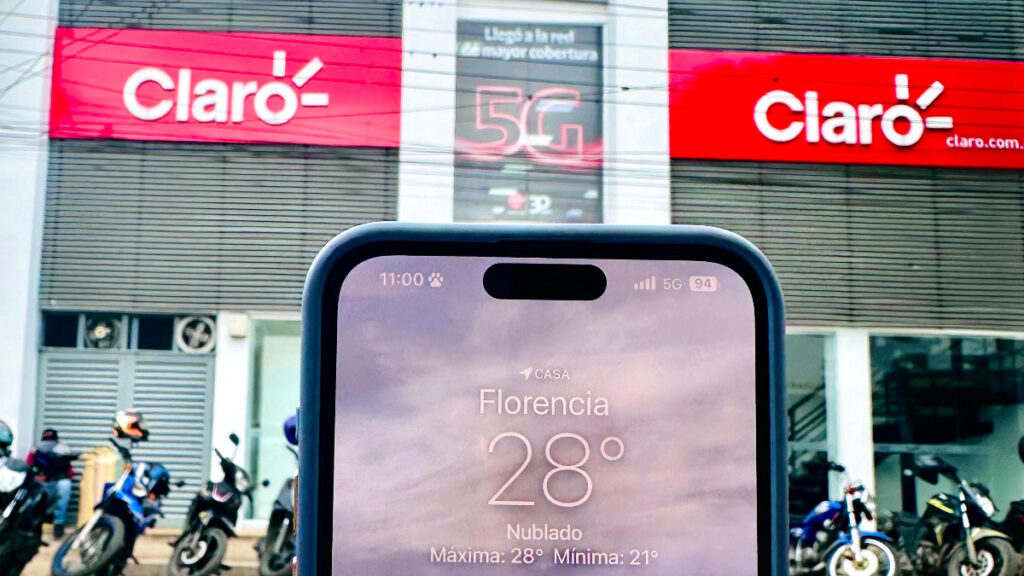 Llegó a la red
de mayor cobertura
5G
Claro
Claro
claro.com.
11:00
5G 94
CASA
Florencia
28°
Nublado
Máxima: 28° Mínima: 21°